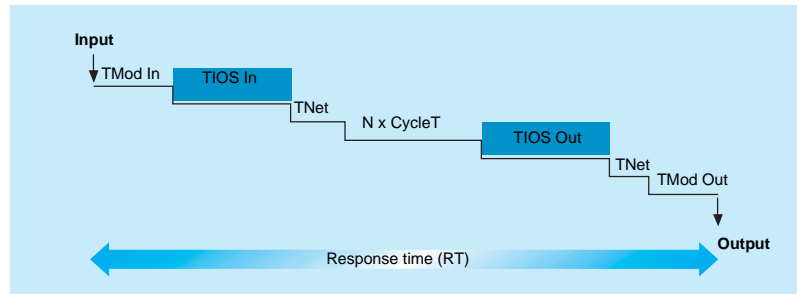 Input
TMod In
TIOS In
TNet
N x CycleT
TIOS Out
TNet
TMod Out
Output
Response time (RT)